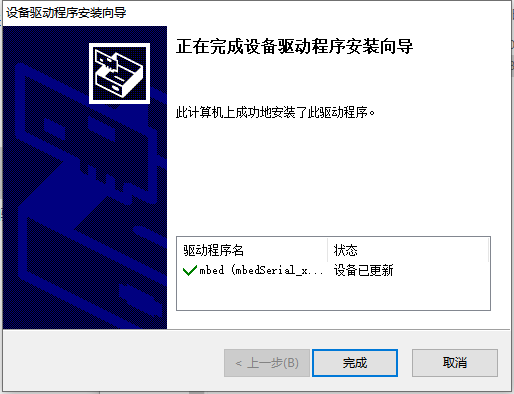 设备驱动程序安装向导
正在完成设备驱动程序安装向导
此计算机上成功地安装了此驱动程序。
驱动程序名 状态
mbed (mbedSerial_x... 设备已更新
< 上一步(B) 完成 取消